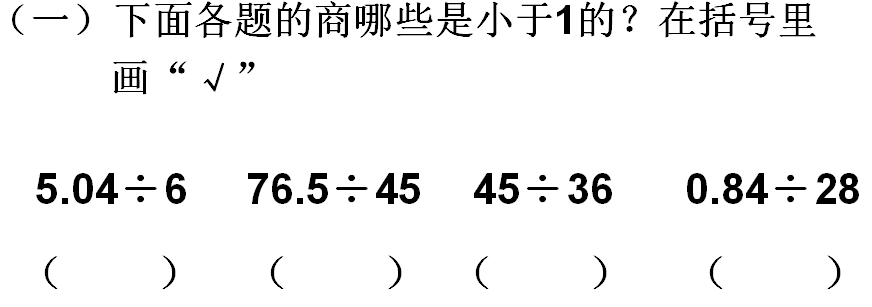 （一）下面各题的商哪些是小于1的？在括号里
画“√”
5.04÷6 76.5÷45 45÷36 0.84÷28
（ ） （ ） （ ） （ ）